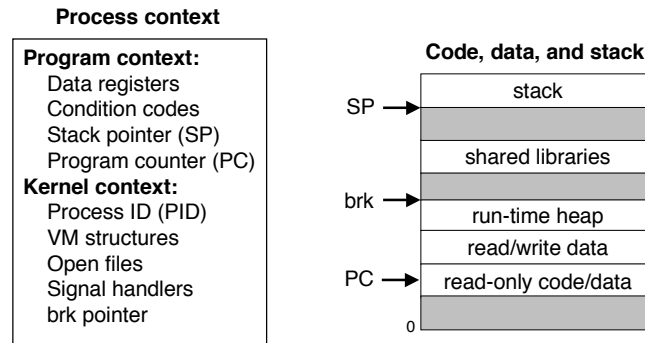 Process context
Program context:
Data registers
Condition codes
Stack pointer (SP)
Program counter (PC)
Kernel context:
Process ID (PID)
VM structures
Open files
Signal handlers
brk pointer
Code, data, and stack
stack
SP
shared libraries
brk
run-time heap
read/write data
PC
read-only code/data
0